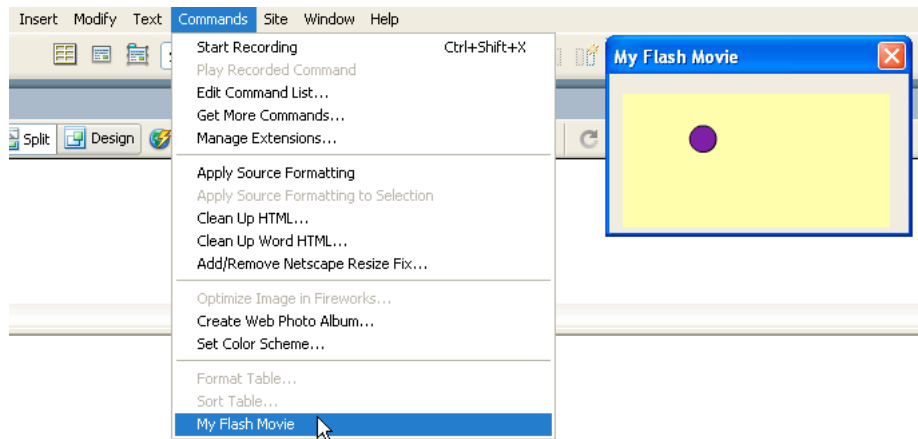 Insert Modify Text Commands Site Window Help
Start Recording Ctrl+Shift+X
Play Recorded Command
Edit Command List...
Get More Commands...
Manage Extensions...
Split Design
Apply Source Formatting
Apply Source Formatting to Selection
Clean Up HTML...
Clean Up Word HTML...
Add/Remove Netscape Resize Fix...
Optimize Image in Fireworks...
Create Web Photo Album...
Set Color Scheme...
Format Table...
Sort Table...
My Flash Movie
My Flash Movie